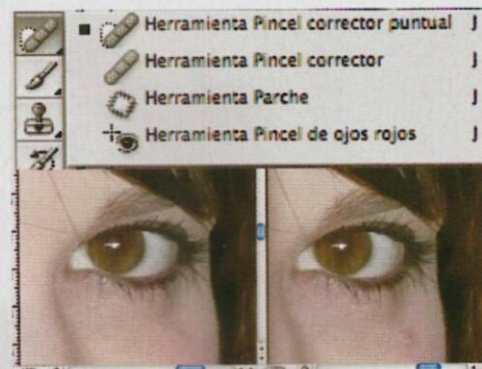 Herramienta Pincel corrector puntual J
Herramienta Pincel corrector J
Herramienta Parche J
Herramienta Pincel de ojos rojos J